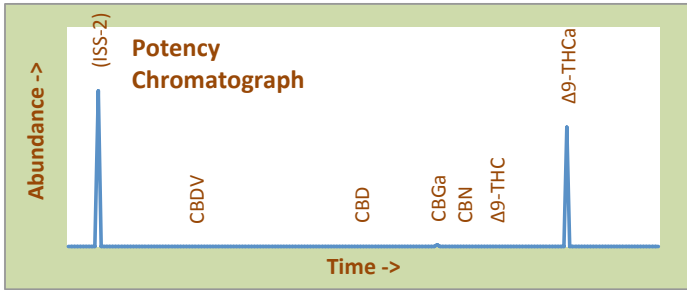 Potency
Chromatograph
Abundance ->
(ISS-2)
CBDV
CBD
CBGa
CBN
Δ9-THC
Δ9-THCa
Time ->